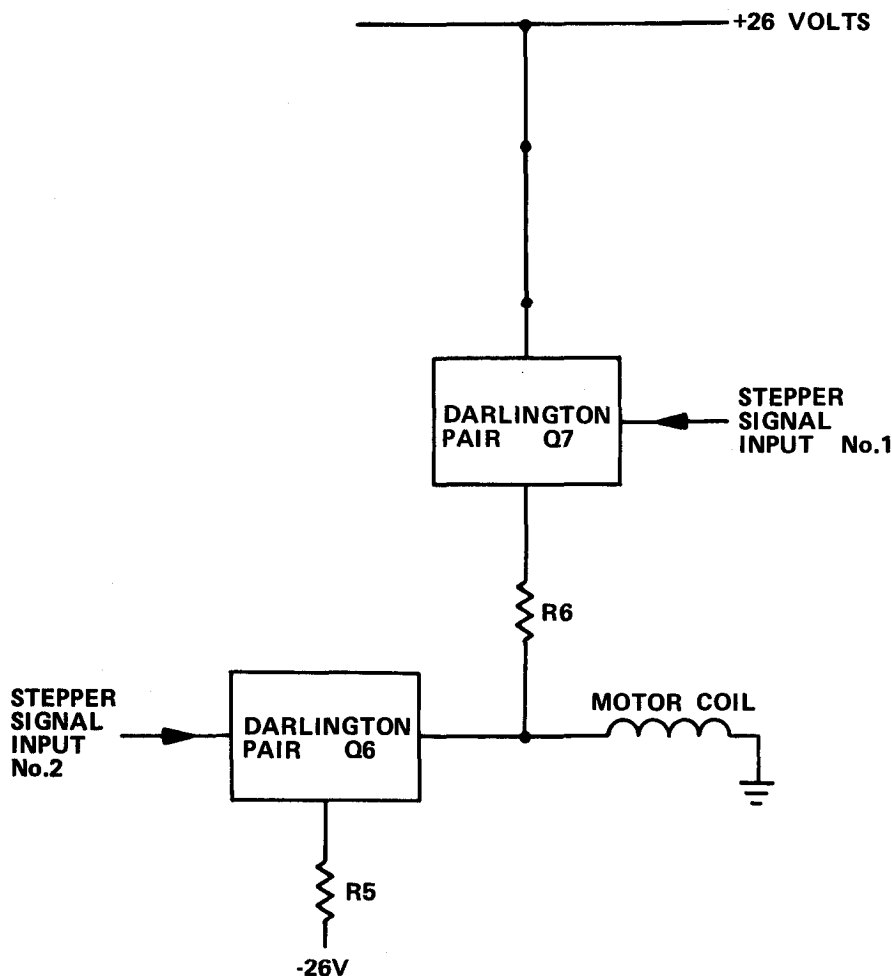 +26 VOLTS
DARLINGTON
PAIR Q7
STEPPER
SIGNAL
INPUT No.1
R6
STEPPER
SIGNAL
INPUT
No.2
DARLINGTON
PAIR Q6
MOTOR COIL
R5
-26V